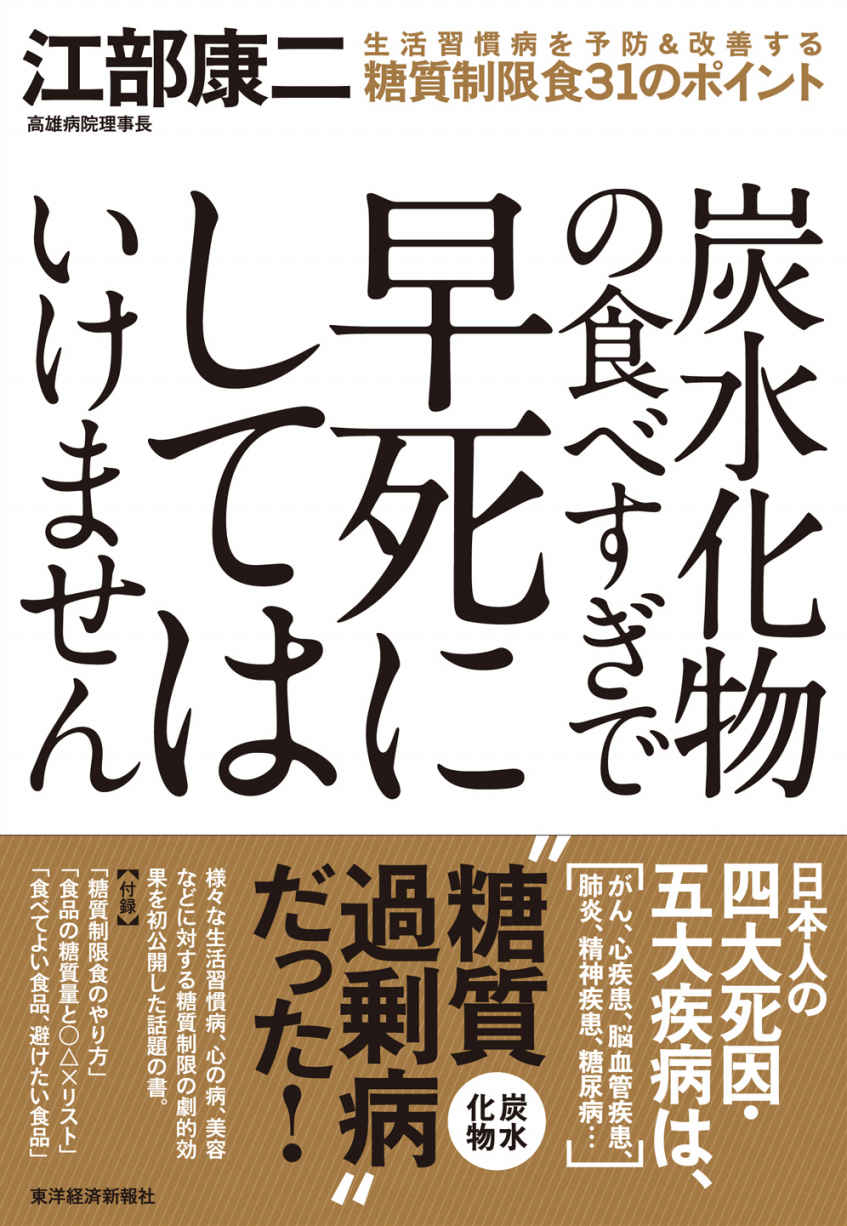 江部康二
高雄病院理事長
生活習慣病を予防&改善する
糖質制限食31のポイント
炭水化物
の食べすぎで
早死に
しては
いけません
日本人の
四大死因・
五大疾病は、
［がん、心疾患、脳血管疾患、
肺炎、精神疾患、糖尿病…］
〝糖質
炭水
化物
過剰病〟
だった！
様々な生活習慣病、心の病、美容
などに対する糖質制限の劇的効
果を初公開した話題の書。
【付録】
「糖質制限食のやり方」
「食品の糖質量と○△×リスト」
「食べてよい食品、避けたい食品」
東洋経済新報社